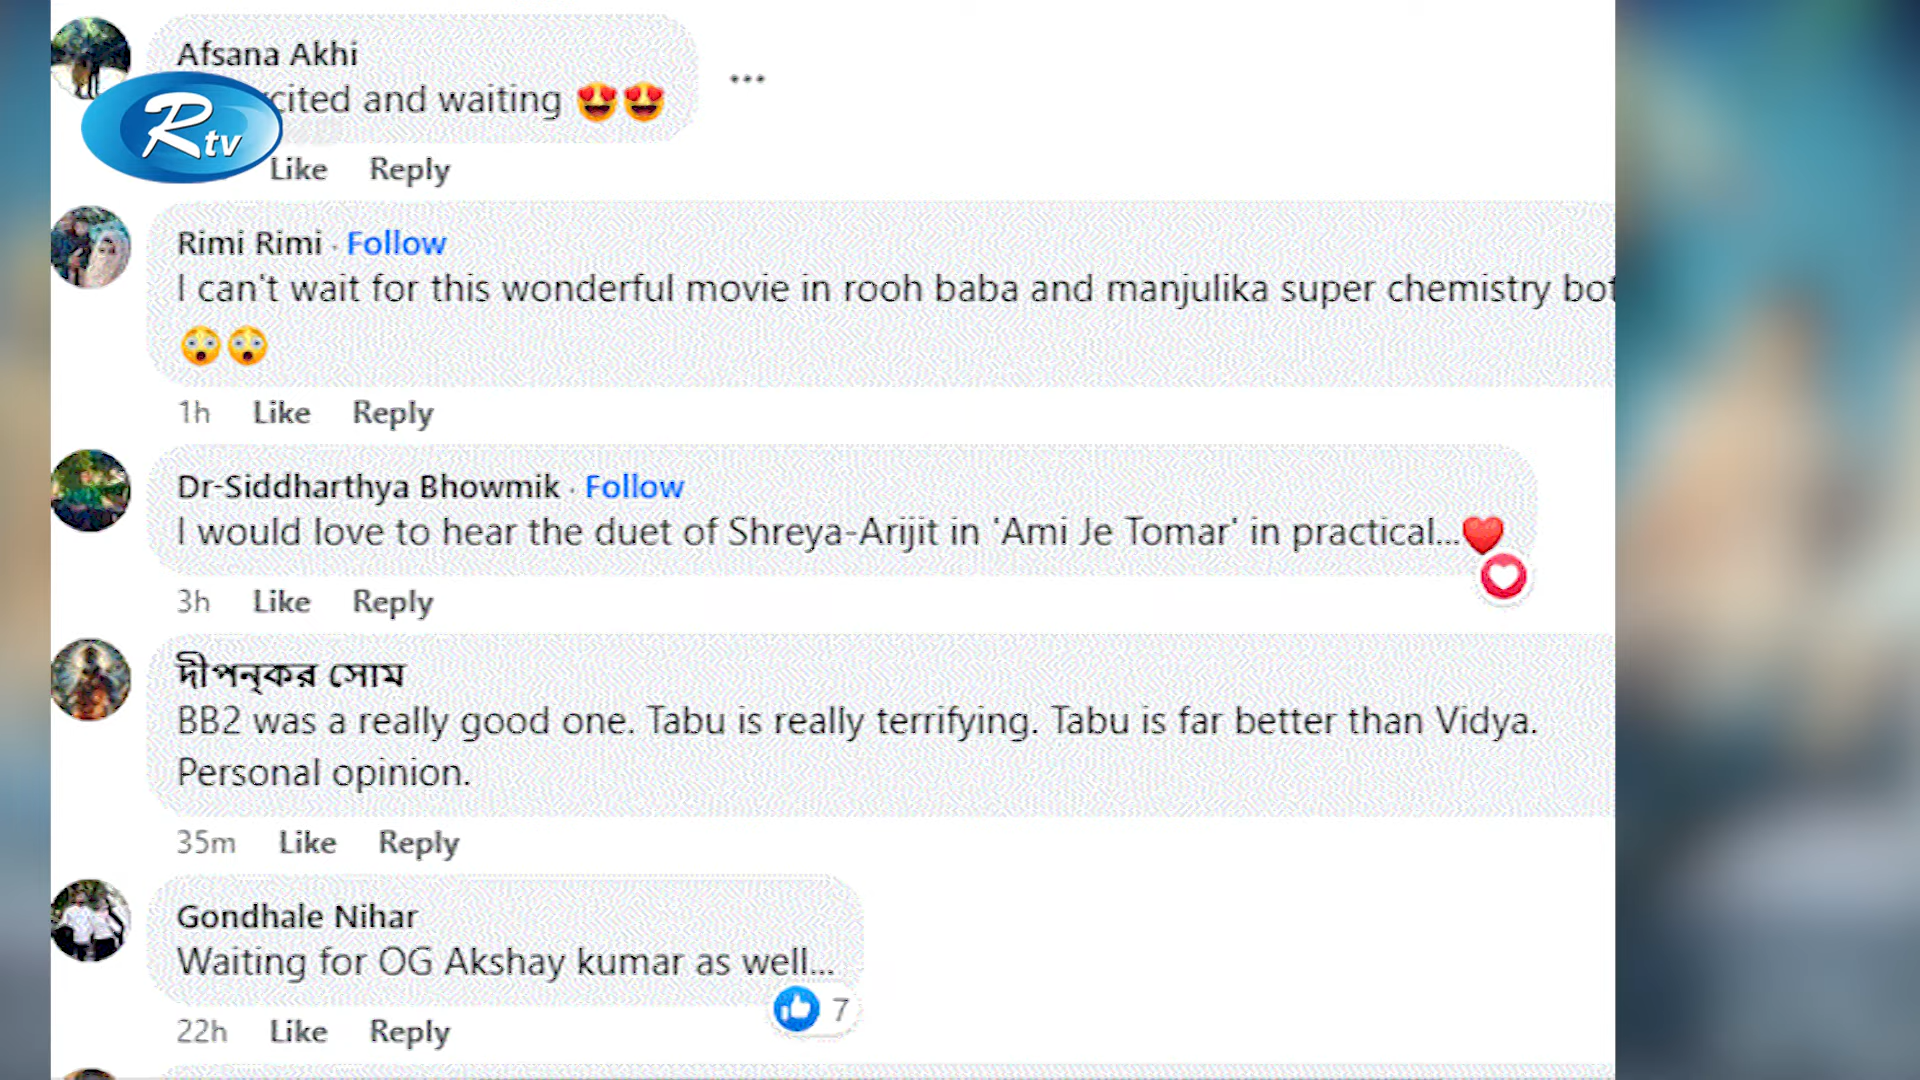 Afsana Akhi
cited and waiting 😍😍
Rtv
Like Reply
Rimi Rimi · Follow
I can't wait for this wonderful movie in rooh baba and manjulika super chemistry bot
😳😳
1h Like Reply
Dr-Siddharthya Bhowmik · Follow
I would love to hear the duet of Shreya-Arijit in 'Ami Je Tomar' in practical...❤️
3h Like Reply
দীপন্‌কর সোম
BB2 was a really good one. Tabu is really terrifying. Tabu is far better than Vidya.
Personal opinion.
35m Like Reply
Gondhale Nihar
Waiting for OG Akshay kumar as well...
7
22h Like Reply